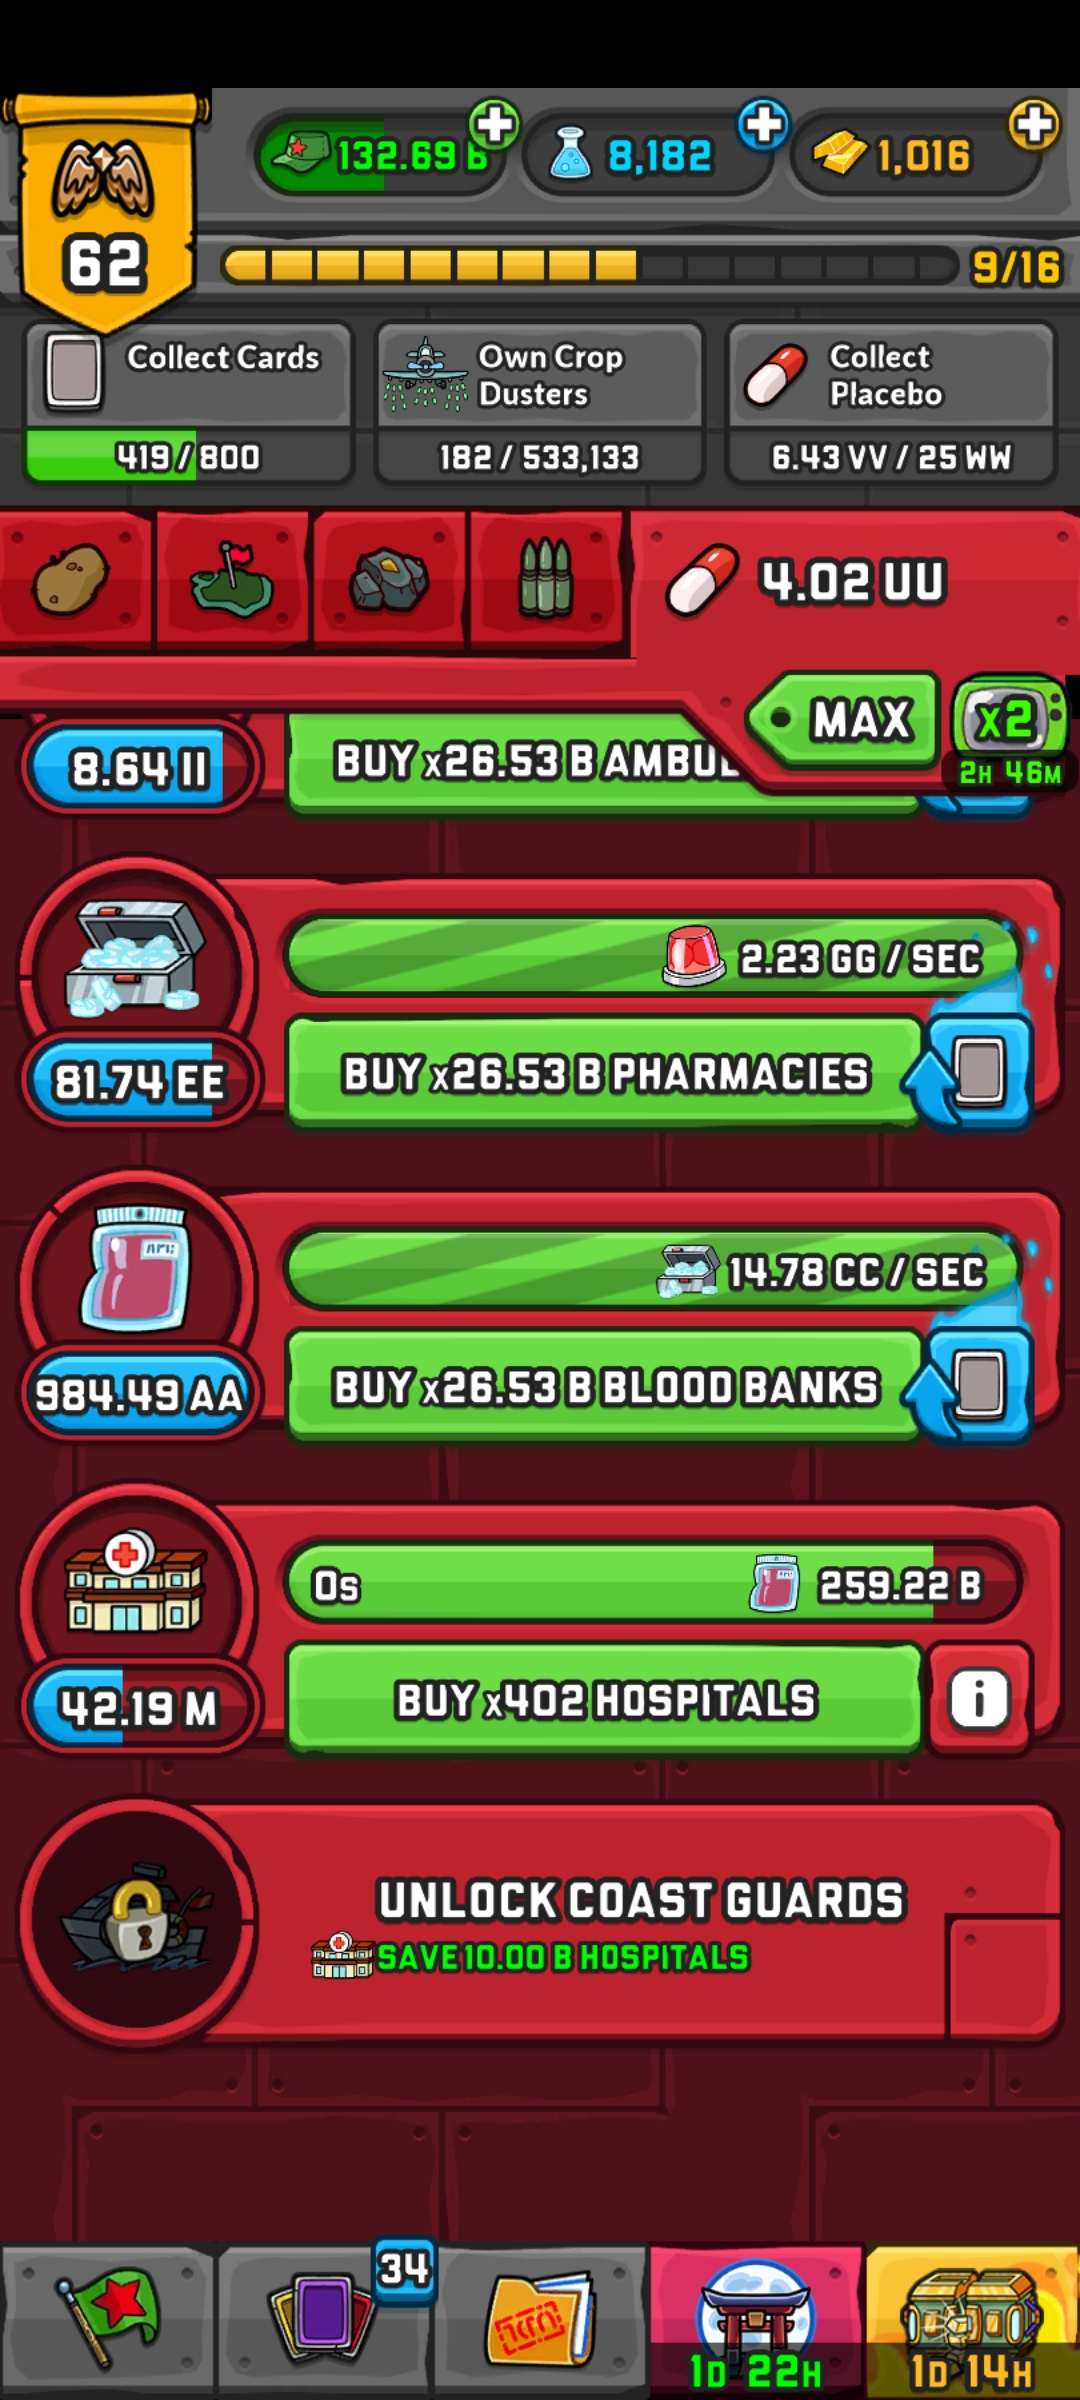 132.69 B
8,182
1,016
62
9/16
Collect Cards
419 / 800
Own Crop
Dusters
182 / 533,133
Collect
Placebo
6.43 VV / 25 WW
4.02 UU
MAX
x2
2H 46M
8.64 II
BUY x26.53 B AMBUL
2.23 GG / SEC
81.74 EE
BUY x26.53 B PHARMACIES
14.78 CC / SEC
984.49 AA
BUY x26.53 B BLOOD BANKS
0s
259.22 B
42.19 M
BUY x402 HOSPITALS
i
UNLOCK COAST GUARDS
SAVE 10.00 B HOSPITALS
34
1D 22H
1D 14H